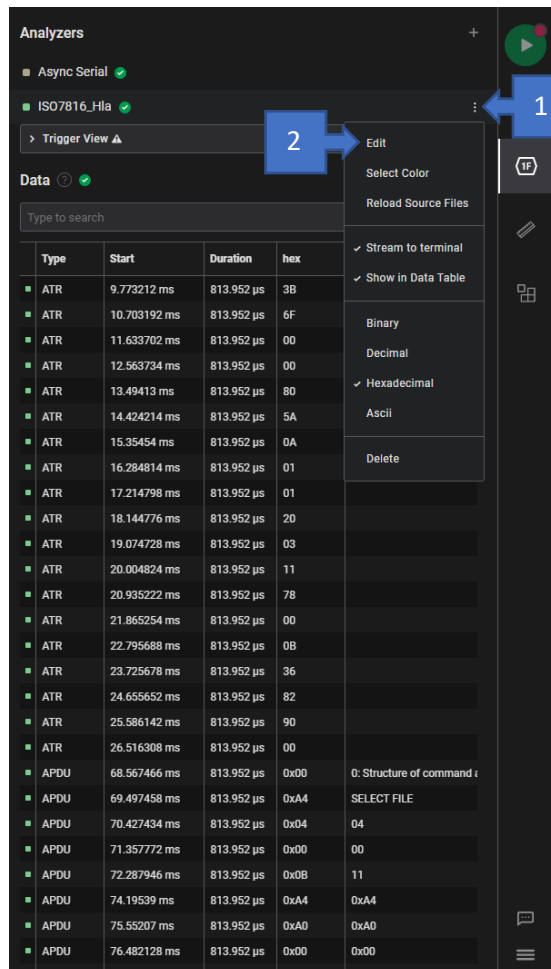 Analyzers +
Async Serial
ISO7816_Hla 1
> Trigger View 2
Edit
Select Color
Reload Source Files
Stream to terminal
Show in Data Table
Binary
Decimal
Hexadecimal
Ascii
Delete
1F
Data ?
Type to search
Type Start Duration hex
ATR 9.773212 ms 813.952 µs 3B
ATR 10.703192 ms 813.952 µs 6F
ATR 11.633702 ms 813.952 µs 00
ATR 12.563734 ms 813.952 µs 00
ATR 13.49413 ms 813.952 µs 80
ATR 14.424214 ms 813.952 µs 5A
ATR 15.35454 ms 813.952 µs 0A
ATR 16.284814 ms 813.952 µs 01
ATR 17.214798 ms 813.952 µs 01
ATR 18.144776 ms 813.952 µs 20
ATR 19.074728 ms 813.952 µs 03
ATR 20.004824 ms 813.952 µs 11
ATR 20.935222 ms 813.952 µs 78
ATR 21.865254 ms 813.952 µs 00
ATR 22.795688 ms 813.952 µs 0B
ATR 23.725678 ms 813.952 µs 36
ATR 24.655652 ms 813.952 µs 82
ATR 25.586142 ms 813.952 µs 90
ATR 26.516308 ms 813.952 µs 00
APDU 68.567466 ms 813.952 µs 0x00 0: Structure of command a
APDU 69.497458 ms 813.952 µs 0xA4 SELECT FILE
APDU 70.427434 ms 813.952 µs 0x04 04
APDU 71.357772 ms 813.952 µs 0x00 00
APDU 72.287946 ms 813.952 µs 0x0B 11
APDU 74.19539 ms 813.952 µs 0xA4 0xA4
APDU 75.55207 ms 813.952 µs 0xA0 0xA0
APDU 76.482128 ms 813.952 µs 0x00 0x00